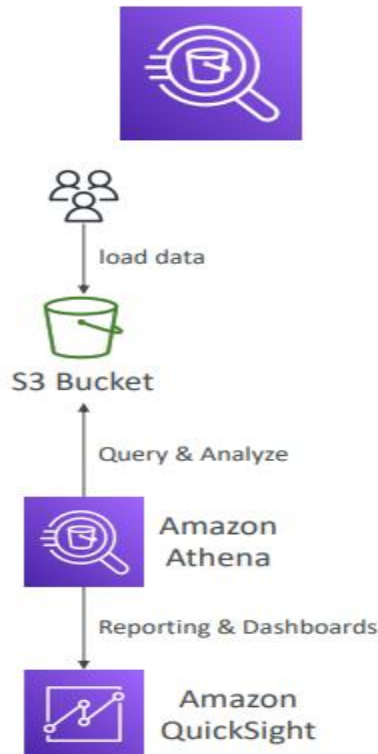 load data
S3 Bucket
Query & Analyze
Amazon
Athena
Reporting & Dashboards
Amazon
QuickSight